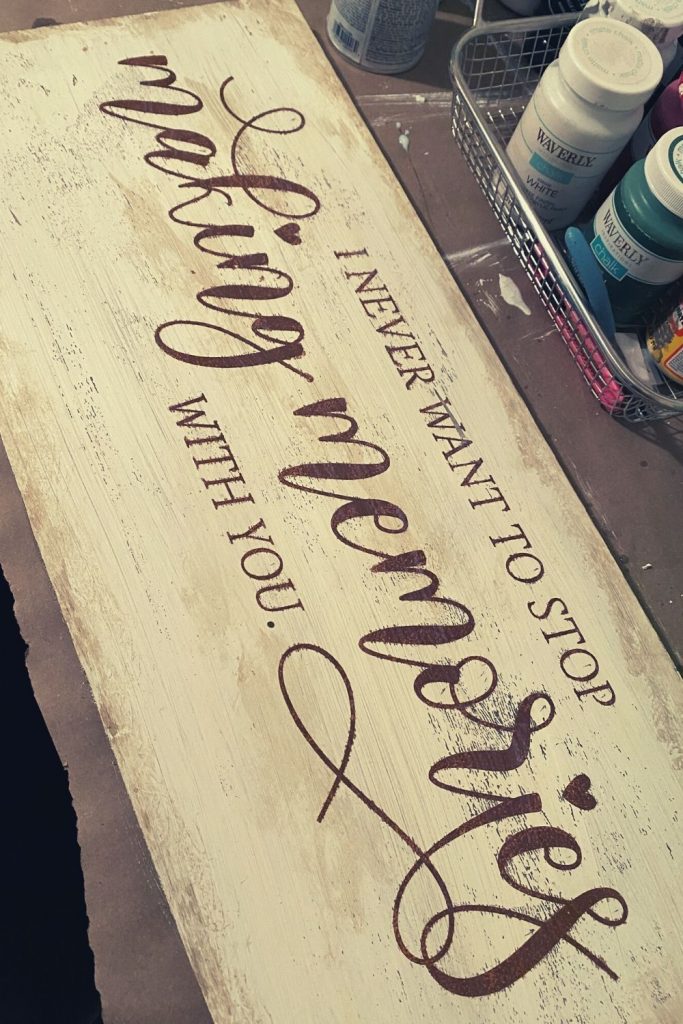 I NEVER WANT TO STOP
making memories
WITH YOU.
WAVERLY
WHITE
WAVERLY
chalk